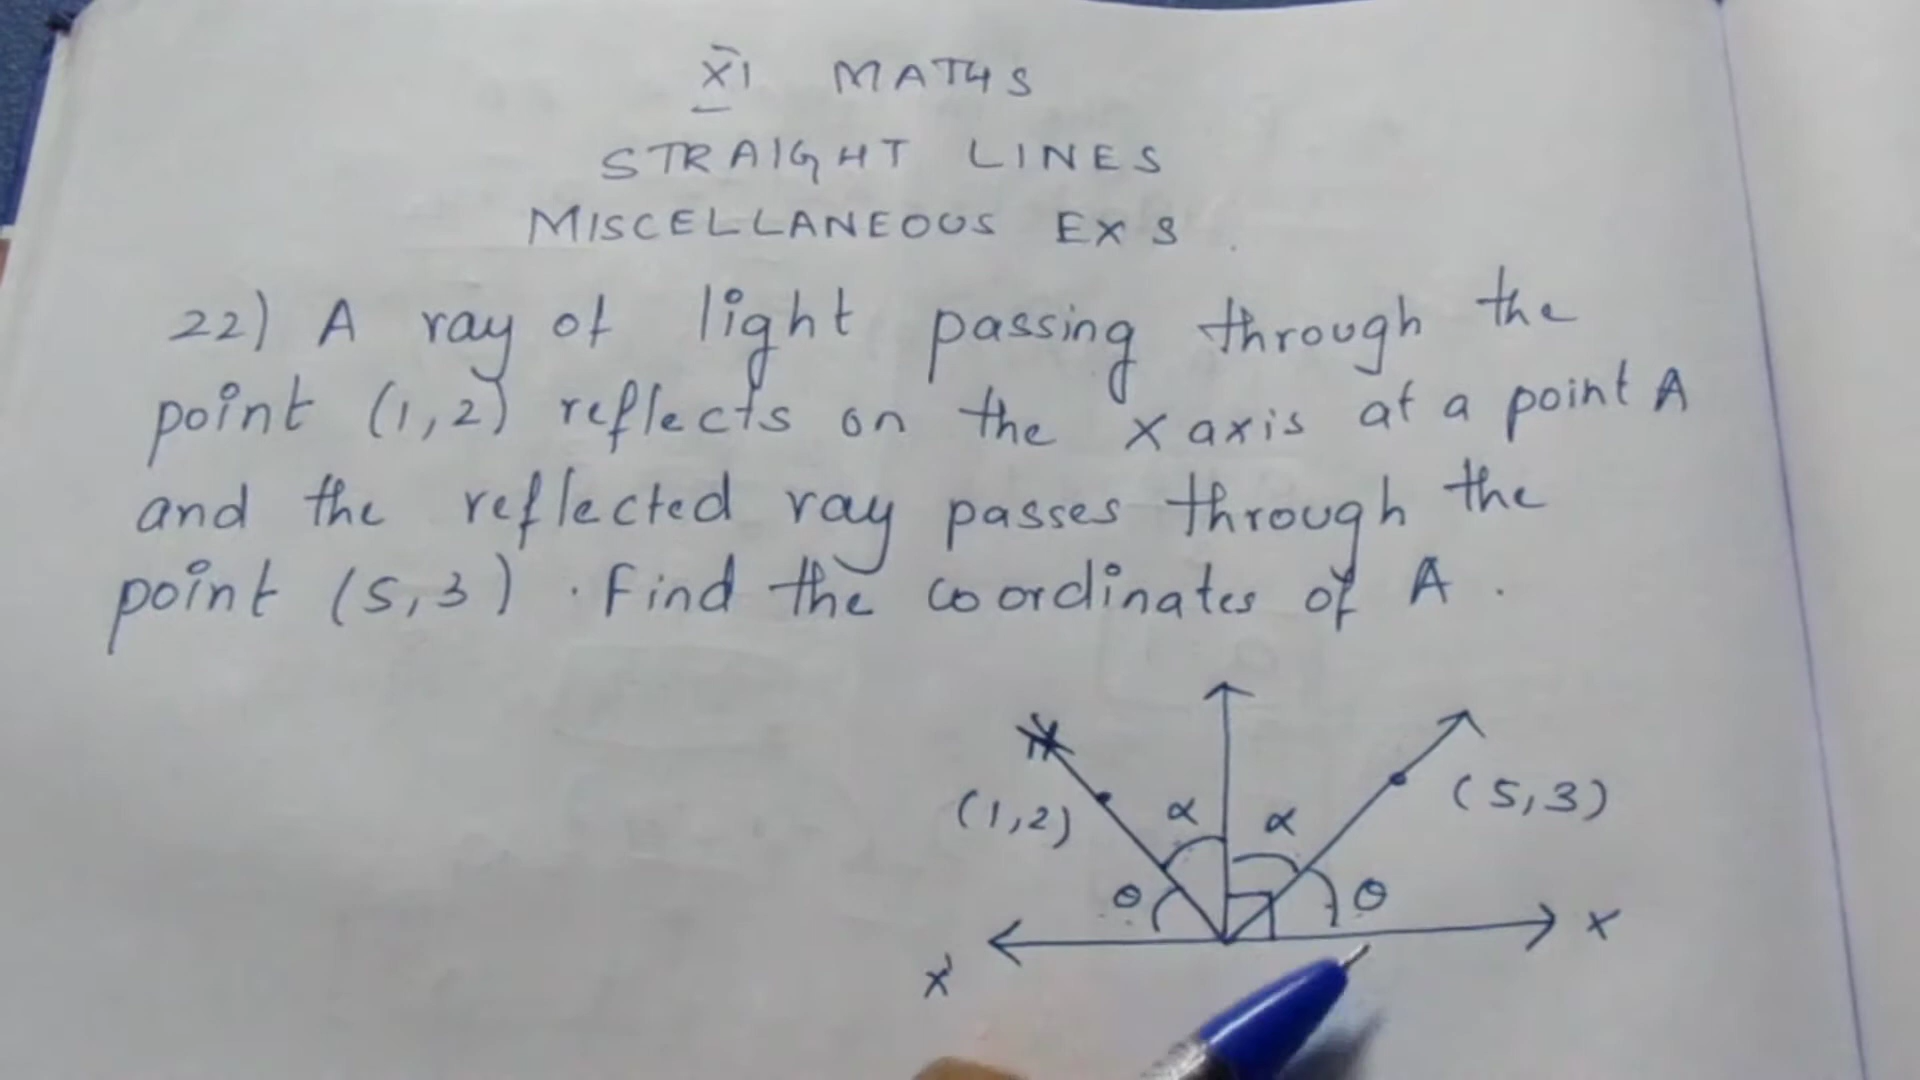 XI MATHS
STRAIGHT LINES
MISCELLANEOUS EX S.
22) A ray of light passing through the
point (1,2) reflects on the x axis at a point A
and the reflected ray passes through the
point (5,3). Find the coordinates of A.
(1,2) α α (5,3)
θ θ
X' X